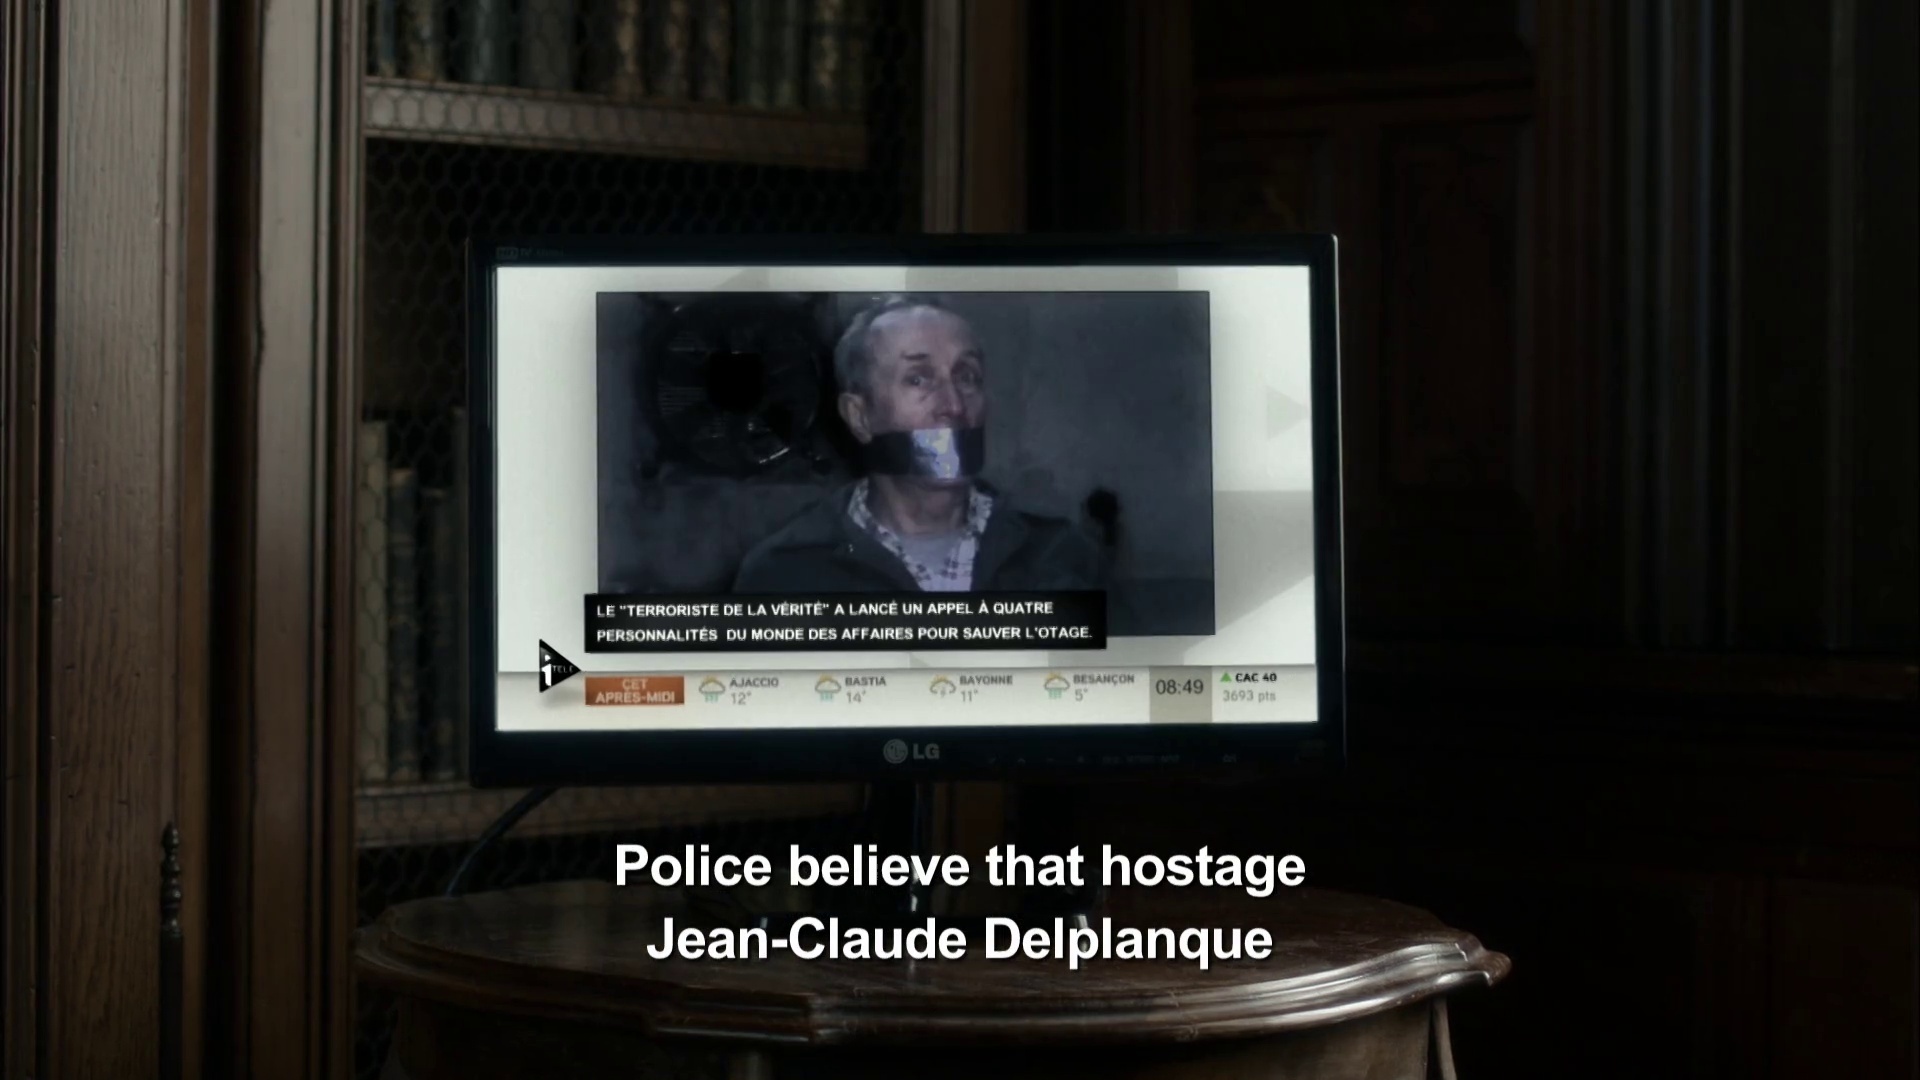 LE "TERRORISTE DE LA VÉRITÉ" A LANCÉ UN APPEL À QUATRE
PERSONNALITÉS DU MONDE DES AFFAIRES POUR SAUVER L'OTAGE.
i TELE
CET
APRÈS-MIDI
AJACCIO
12°
BASTIA
14°
BAYONNE
11°
BESANÇON
5°
08:49
CAC 40
3693 pts
LG
Police believe that hostage
Jean-Claude Delplanque